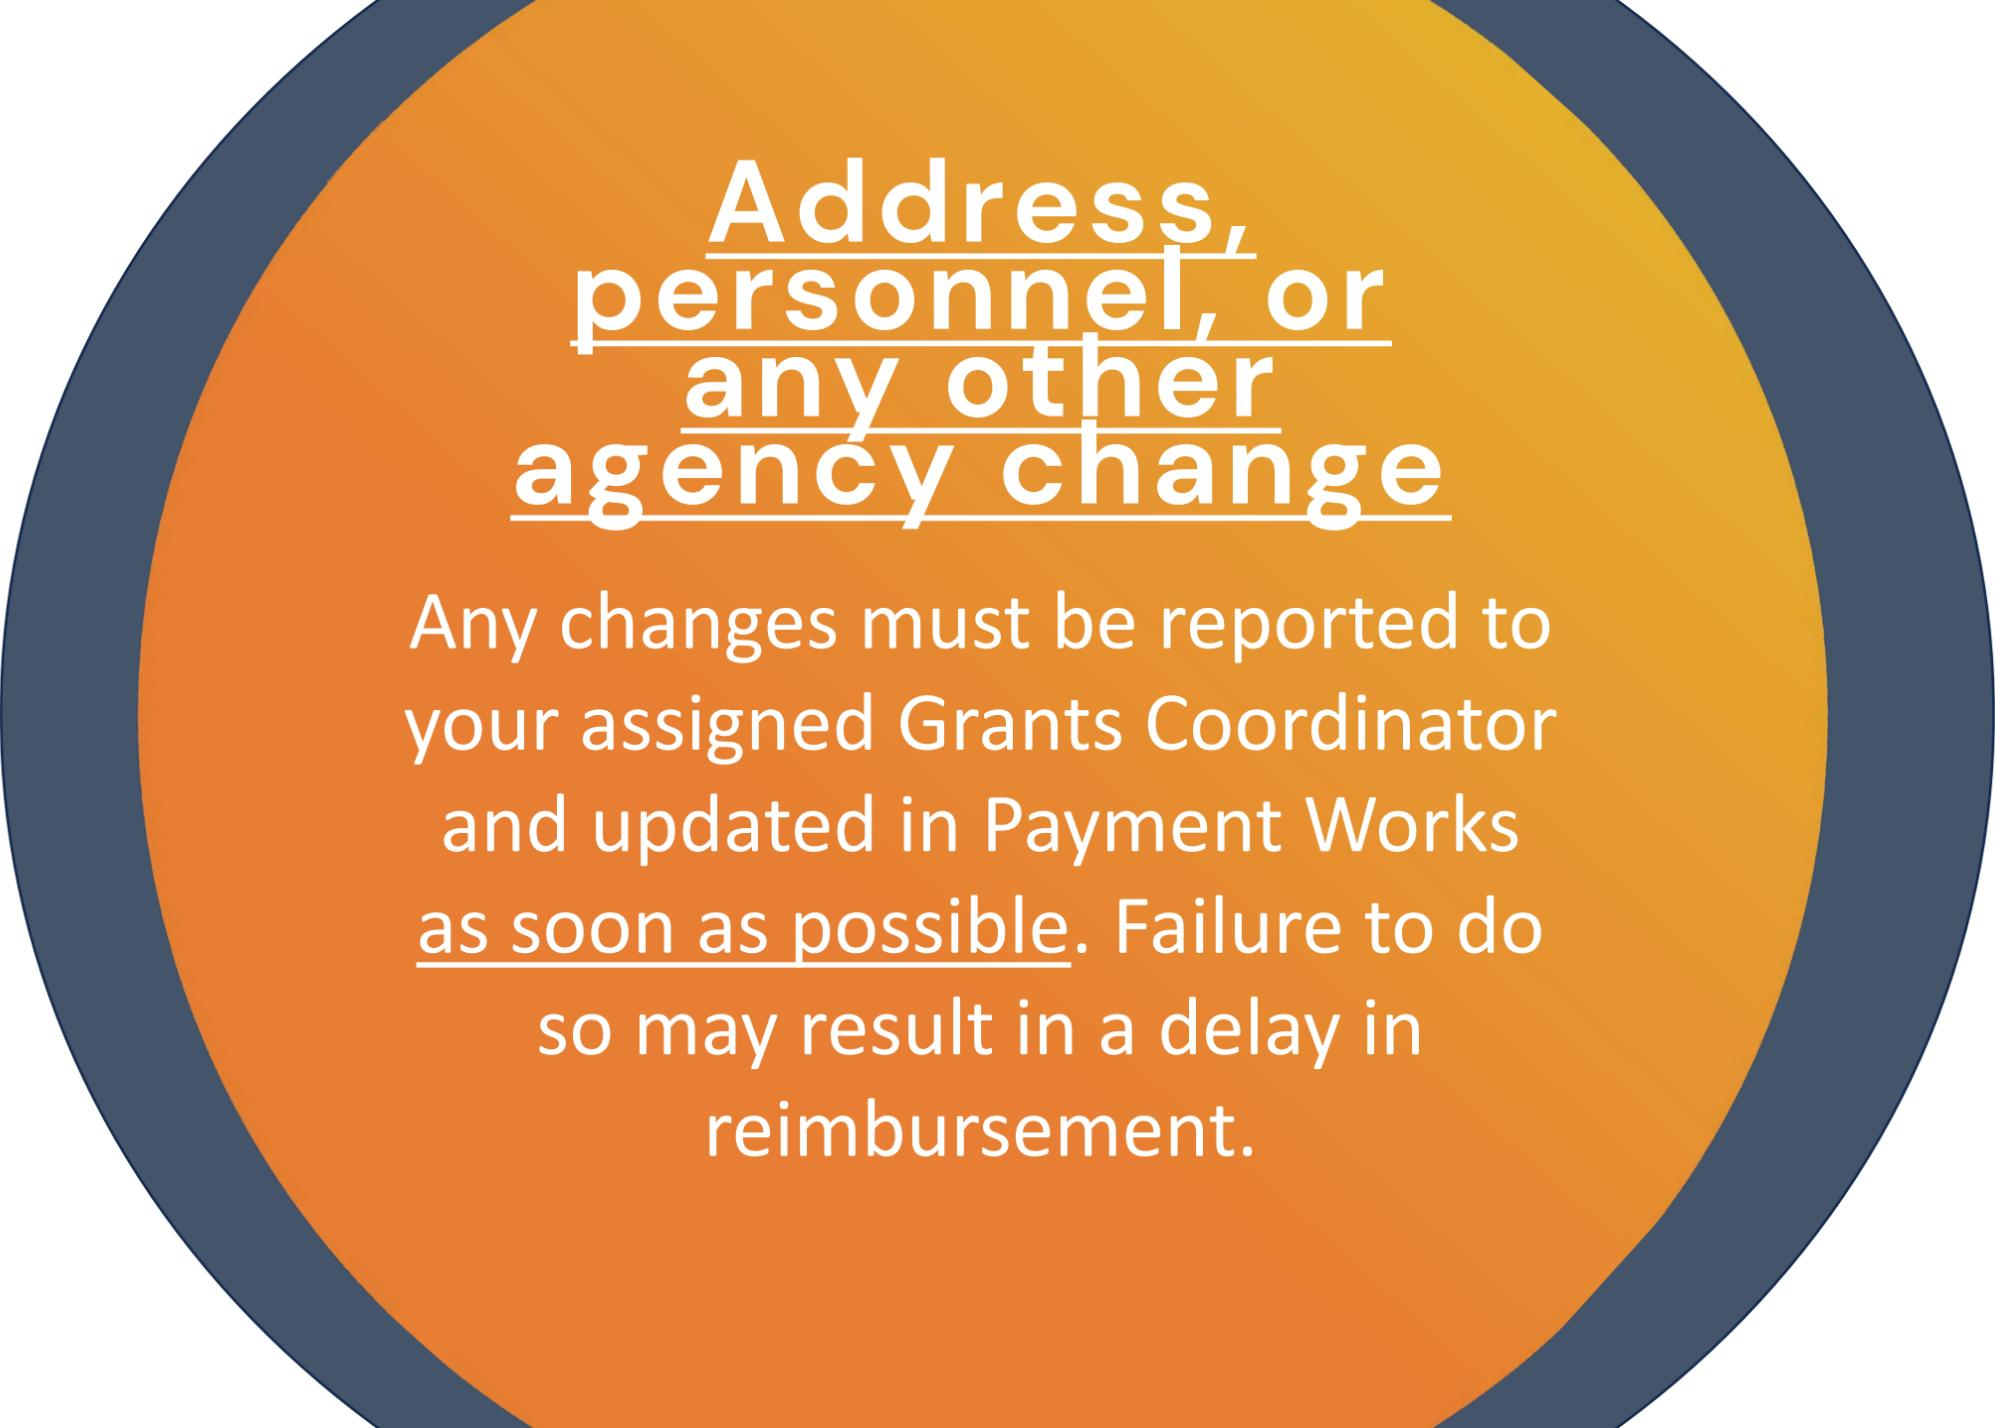 Address,
personnel, or
any other
agency change
Any changes must be reported to
your assigned Grants Coordinator
and updated in Payment Works
as soon as possible. Failure to do
so may result in a delay in
reimbursement.